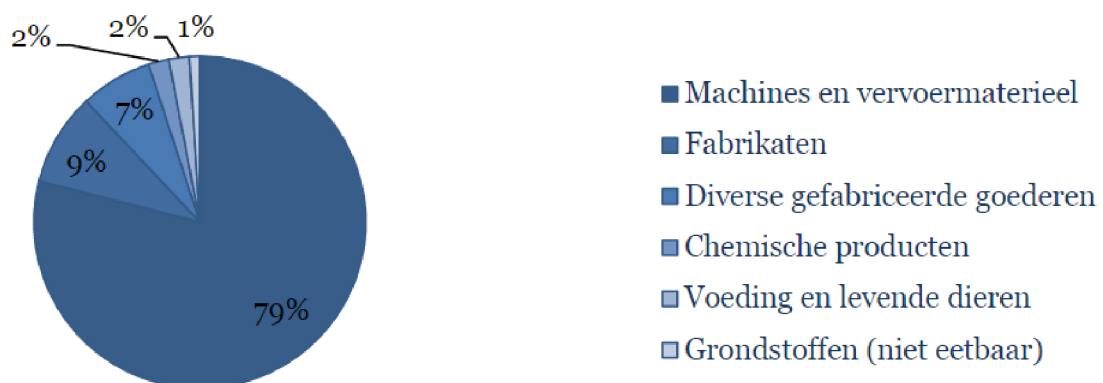 2%
2%
1%
7%
9%
79%
Machines en vervoermaterieel
Fabrikaten
Diverse gefabriceerde goederen
Chemische producten
Voeding en levende dieren
Grondstoffen (niet eetbaar)